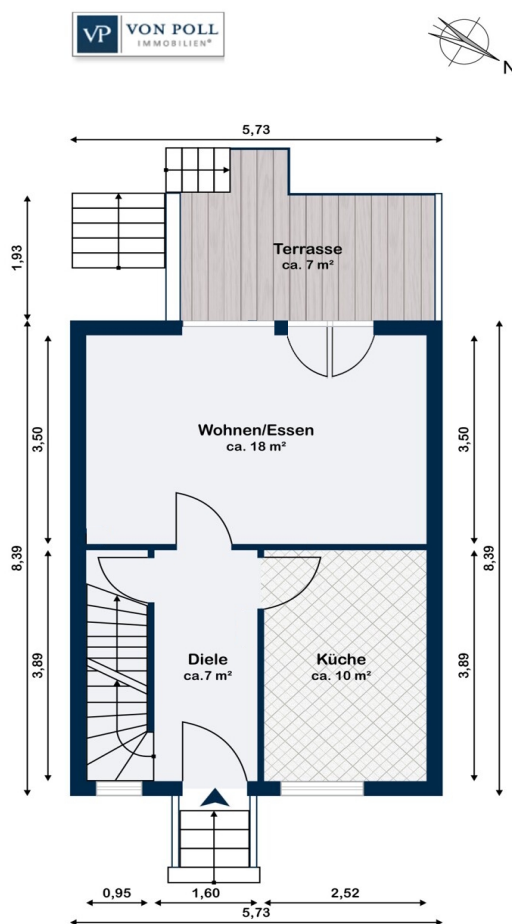 VP VON POLL
IMMOBILIEN®
N
5,73
1,93
Terrasse
ca. 7 m²
3,50
3,50
Wohnen/Essen
ca. 18 m²
8,39
8,39
3,89
3,89
Diele
ca.7 m²
Küche
ca. 10 m²
0,95
1,60
2,52
5,73